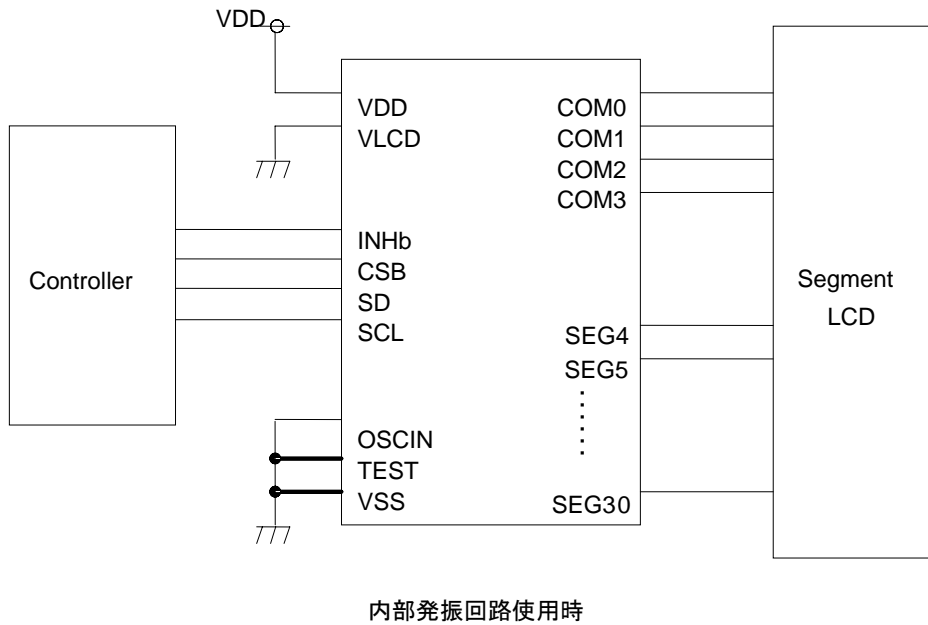 VDD
VDD
VLCD
COM0
COM1
COM2
COM3
Controller
INHb
CSB
SD
SCL
Segment
LCD
SEG4
SEG5
OSCIN
TEST
VSS
SEG30
内部発振回路使用時